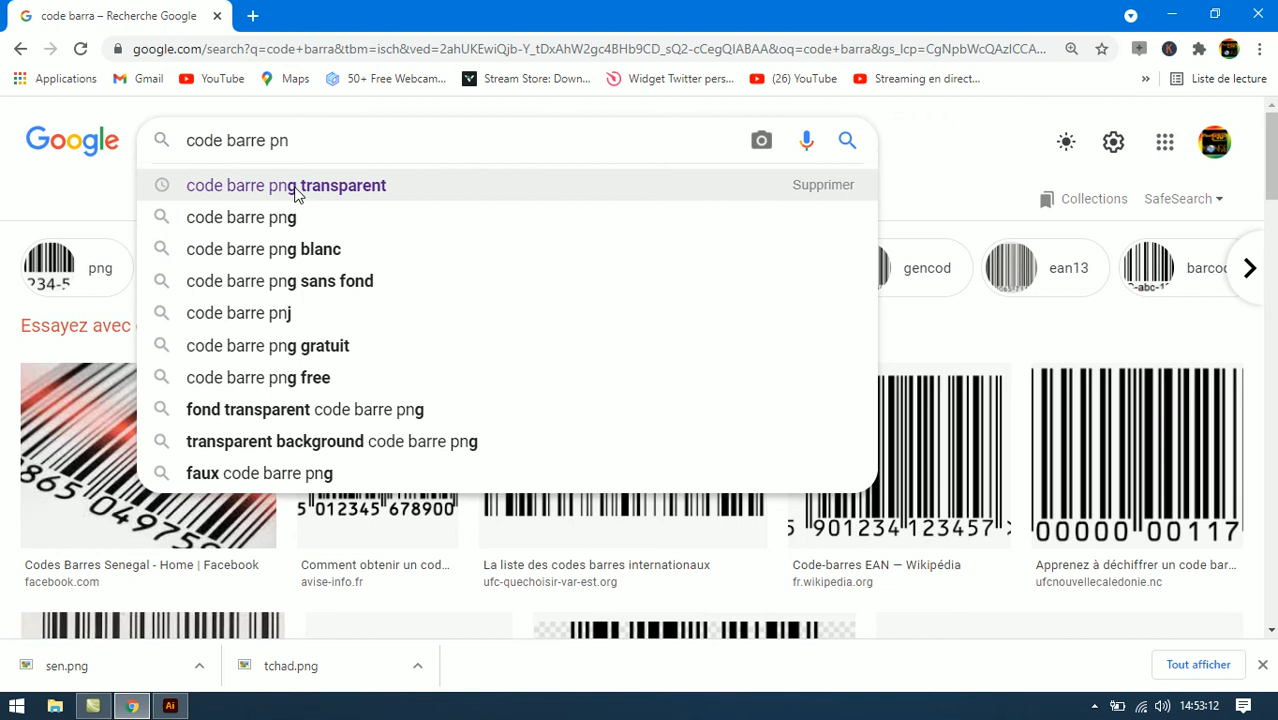 code barra – Recherche Google
google.com/search?q=code+barra&tbm=isch&ved=2ahUKEwiQjb-Y_tDxAhW2gc4BHb9CD_sQ2-cCegQIABAA&oq=code+barra&gs_lcp=CgNpbWcQAzICCA...
Applications Gmail YouTube Maps 50+ Free Webcam... Stream Store: Down... Widget Twitter pers... (26) YouTube Streaming en direct... » Liste de lecture
Google code barre pn
code barre png transparent Supprimer
Collections SafeSearch
code barre png
code barre png blanc
png gencod ean13 barcod
234-5
code barre png sans fond
code barre pnj
Essayez avec
code barre png gratuit
code barre png free
fond transparent code barre png
transparent background code barre png
faux code barre png
5 012345 678900
5 901234 123457 >
00000 00117
Codes Barres Senegal - Home | Facebook
facebook.com
Comment obtenir un cod...
avise-info.fr
La liste des codes barres internationaux
ufc-quechoisir-var-est.org
Code-barres EAN — Wikipédia
fr.wikipedia.org
Apprenez à déchiffrer un code bar...
ufcnouvellecaledonie.nc
sen.png tchad.png Tout afficher
Ai 14:53:12